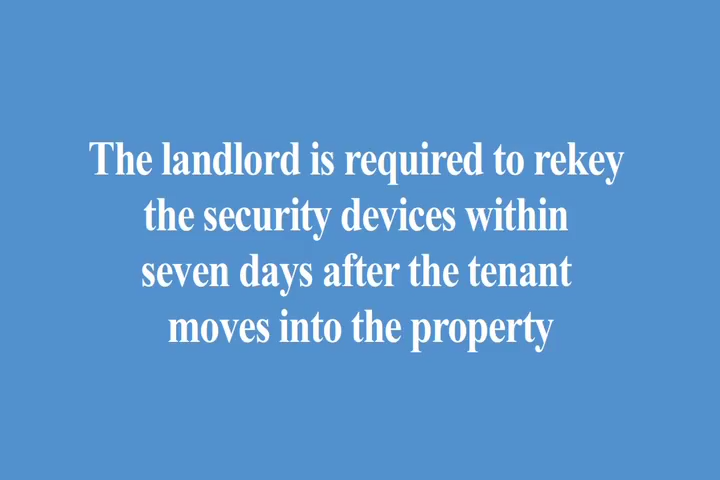 The landlord is required to rekey
the security devices within
seven days after the tenant
moves into the property